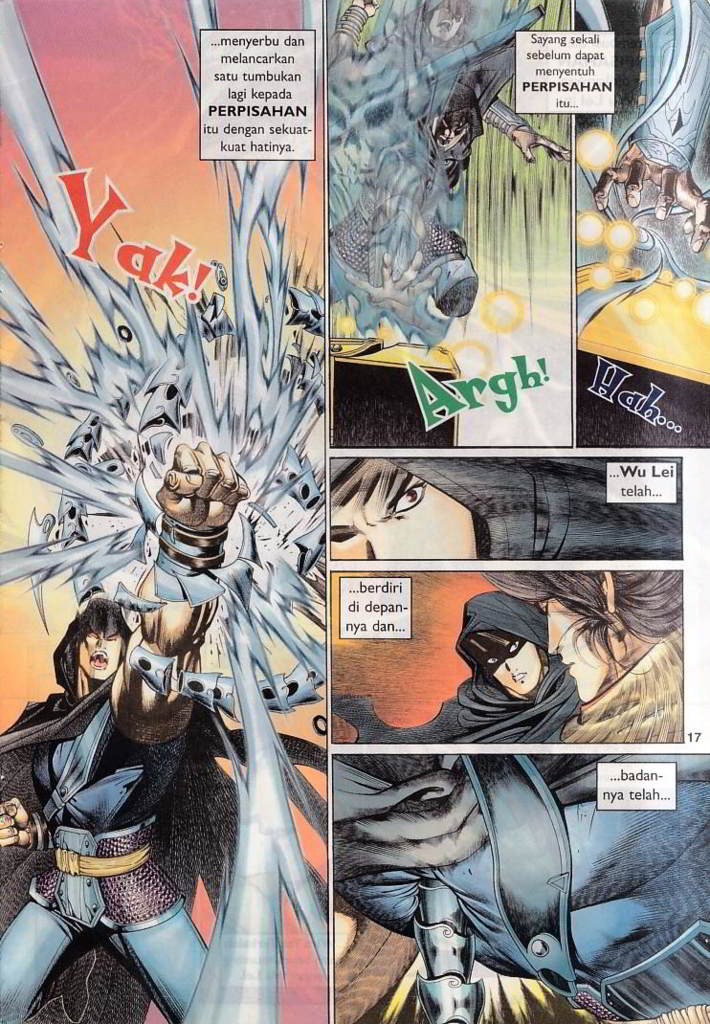 ...menyerbu dan
melancarkan
satu tumbukan
lagi kepada
PERPISAHAN
itu dengan sekuat-
kuat hatinya.
Yak!
Sayang sekali
sebelum dapat
menyentuh
PERPISAHAN
itu...
Argh!
Hah...
...Wu Lei
telah...
...berdiri
di depan-
nya dan...
17
...badan-
nya telah...